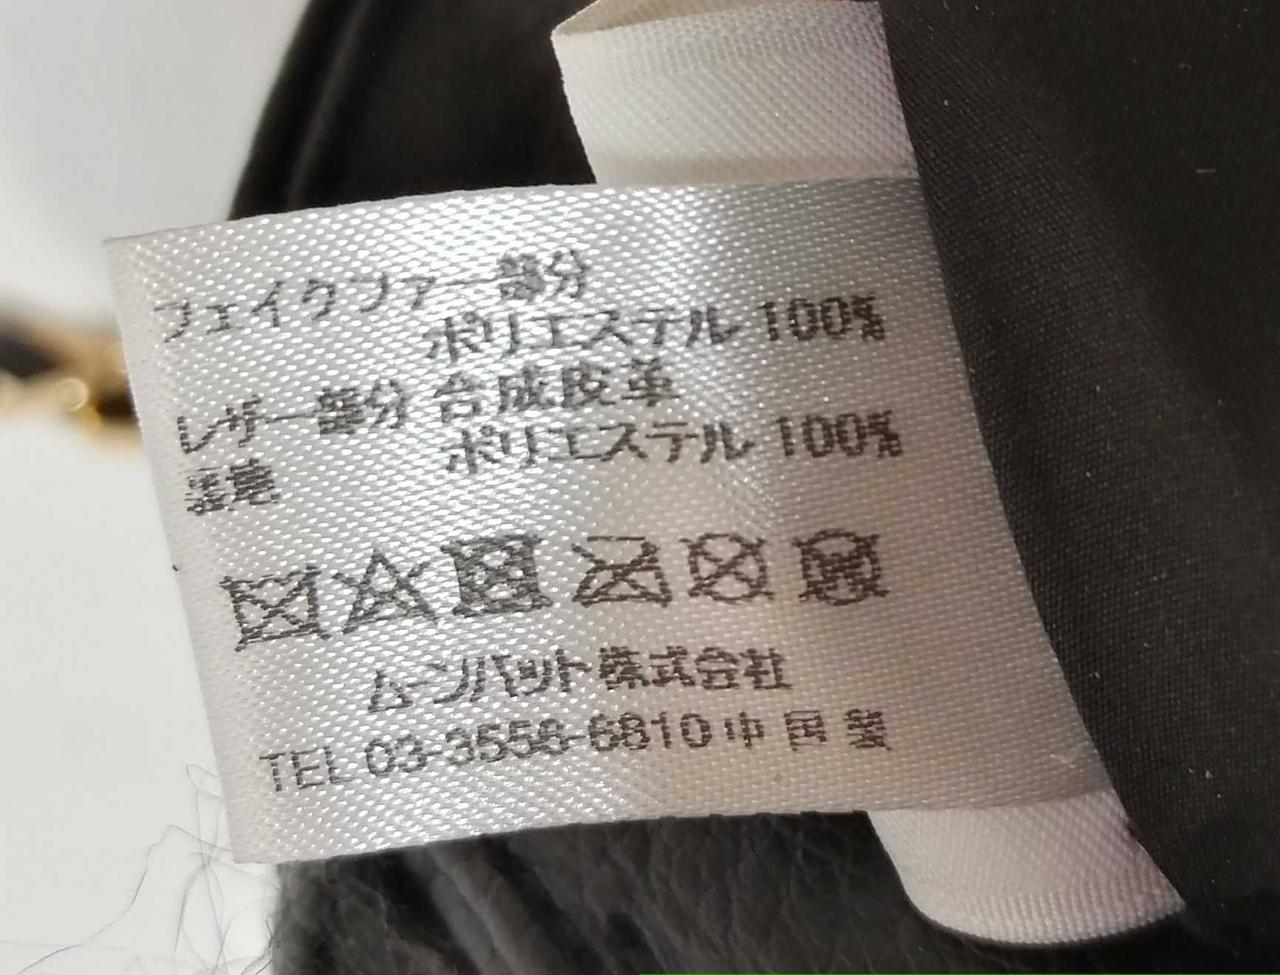 フェイクファー部分
ポリエステル 100%
レザー部分 合成皮革
裏地 ポリエステル 100%
ムーンバット株式会社
TEL 03-3556-6810 中国製